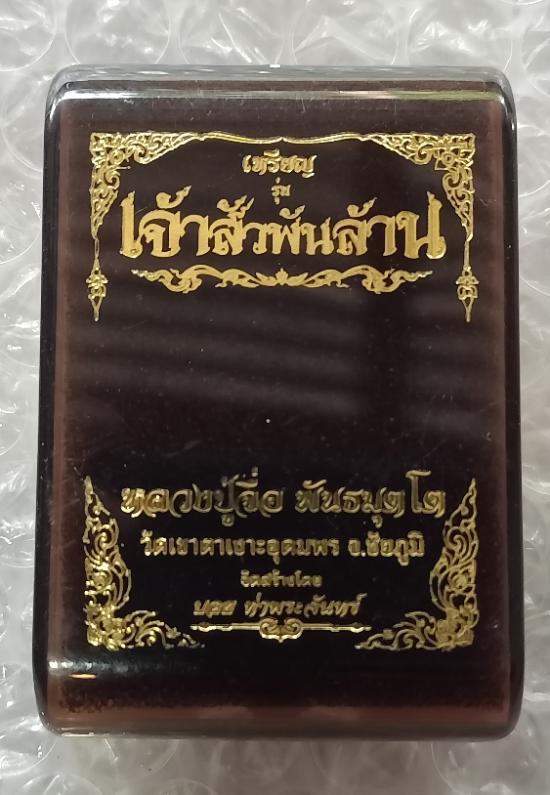 เหรียญ
รุ่น
เจ้าสัวพันล้าน
หลวงปู่จื่อ พันธมุตโต
วัดเขาตาเงาะอุดมพร จ.ชัยภูมิ
จัดสร้างโดย
บอย ท่าพระจันทร์